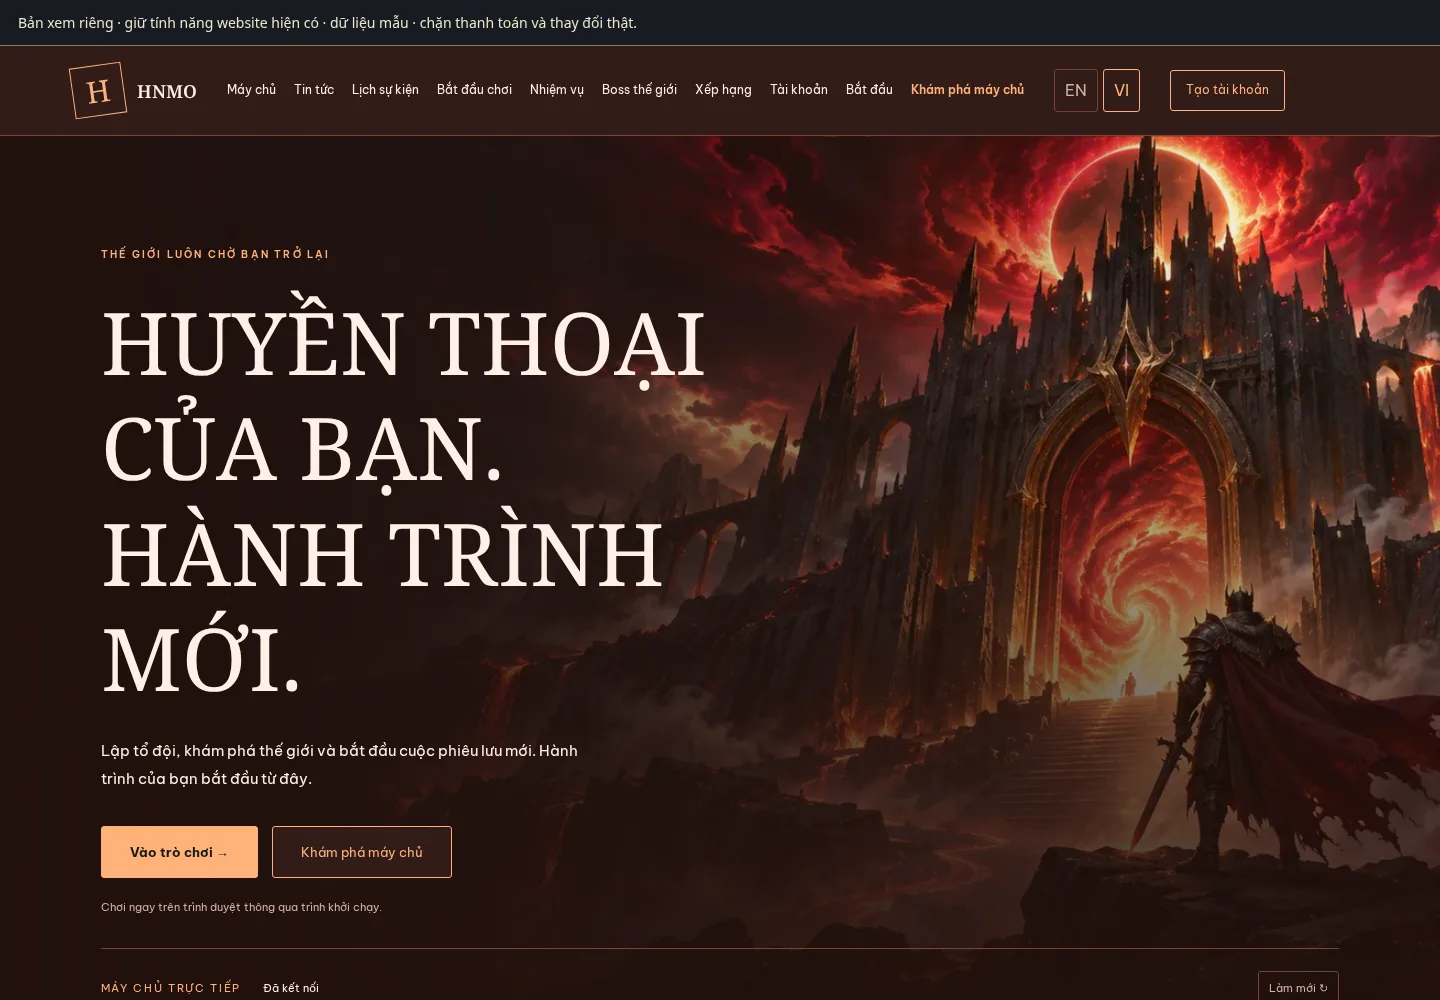 Bản xem riêng · giữ tính năng website hiện có · dữ liệu mẫu · chặn thanh toán và thay đổi thật.
H HNMO Máy chủ Tin tức Lịch sự kiện Bắt đầu chơi Nhiệm vụ Boss thế giới Xếp hạng Tài khoản Bắt đầu Khám phá máy chủ EN VI Tạo tài khoản
THẾ GIỚI LUÔN CHỜ BẠN TRỞ LẠI
HUYỀN THOẠI
CỦA BẠN.
HÀNH TRÌNH
MỚI.
Lập tổ đội, khám phá thế giới và bắt đầu cuộc phiêu lưu mới. Hành
trình của bạn bắt đầu từ đây.
Vào trò chơi → Khám phá máy chủ
Chơi ngay trên trình duyệt thông qua trình khởi chạy.
MÁY CHỦ TRỰC TIẾP Đã kết nối Làm mới ↻